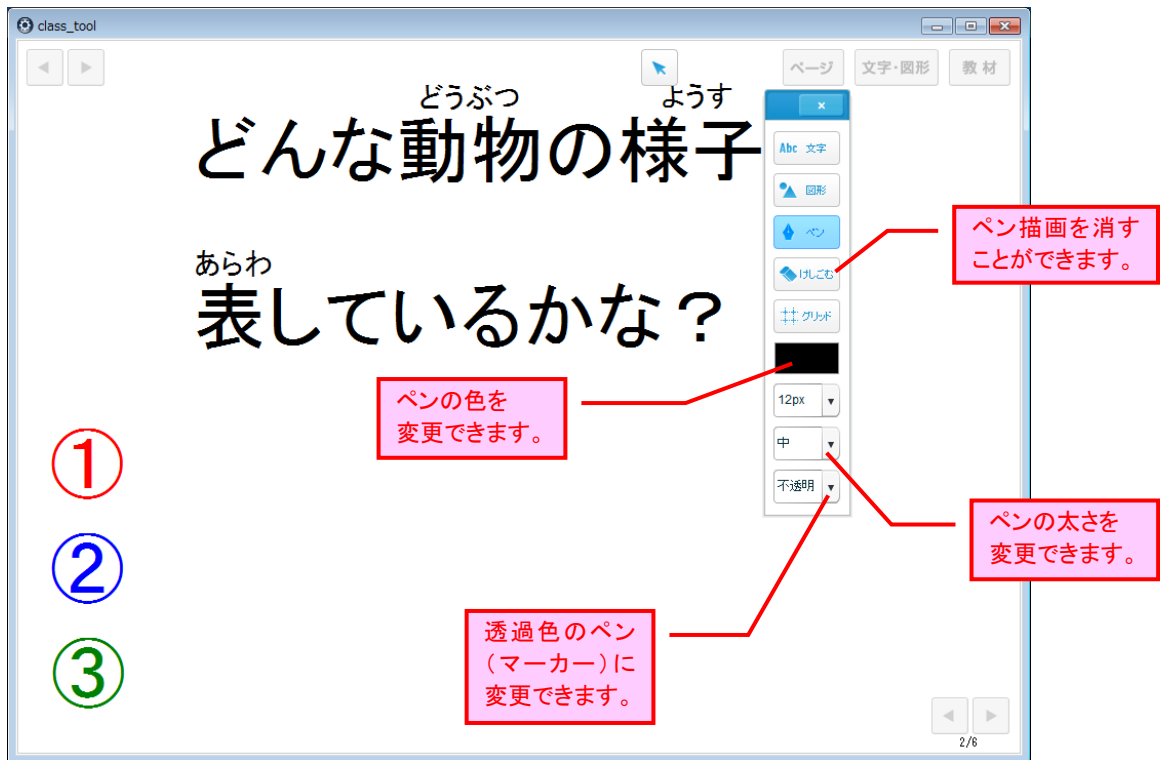 class_tool
ページ
文字・図形
教材
どうぶつ ようす
どんな動物の様子
あらわ
表しているかな?
①
②
③
Abc 文字
図形
ペン
けしごむ
グリッド
12px
中
不透明
ペン描画を消す
ことができます。
ペンの色を
変更できます。
ペンの太さを
変更できます。
透過色のペン
(マーカー)に
変更できます。
2/6